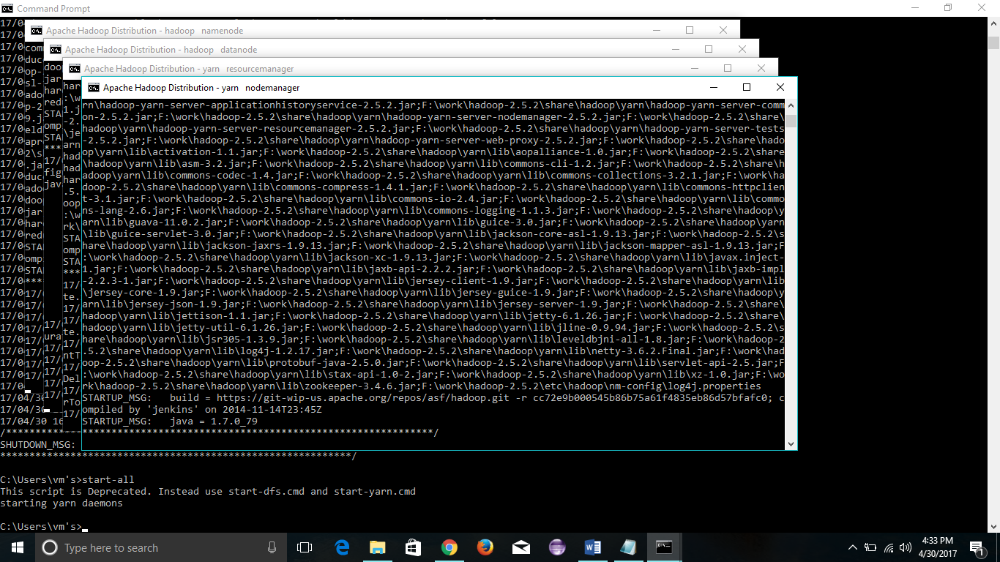 Command Prompt
Apache Hadoop Distribution - hadoop   namenode
Apache Hadoop Distribution - hadoop   datanode
Apache Hadoop Distribution - yarn   resourcemanager
Apache Hadoop Distribution - yarn   nodemanager
rn\hadoop-yarn-server-applicationhistoryservice-2.5.2.jar;F:\work\hadoop-2.5.2\share\hadoop\yarn\hadoop-yarn-server-comm
on-2.5.2.jar;F:\work\hadoop-2.5.2\share\hadoop\yarn\hadoop-yarn-server-nodemanager-2.5.2.jar;F:\work\hadoop-2.5.2\share\
hadoop\yarn\hadoop-yarn-server-resourcemanager-2.5.2.jar;F:\work\hadoop-2.5.2\share\hadoop\yarn\hadoop-yarn-server-tests
-2.5.2.jar;F:\work\hadoop-2.5.2\share\hadoop\yarn\hadoop-yarn-server-web-proxy-2.5.2.jar;F:\work\hadoop-2.5.2\share\hado
op\yarn\lib\activation-1.1.jar;F:\work\hadoop-2.5.2\share\hadoop\yarn\lib\aopalliance-1.0.jar;F:\work\hadoop-2.5.2\share
\hadoop\yarn\lib\asm-3.2.jar;F:\work\hadoop-2.5.2\share\hadoop\yarn\lib\commons-cli-1.2.jar;F:\work\hadoop-2.5.2\share\h
adoop\yarn\lib\commons-codec-1.4.jar;F:\work\hadoop-2.5.2\share\hadoop\yarn\lib\commons-collections-3.2.1.jar;F:\work\ha
doop-2.5.2\share\hadoop\yarn\lib\commons-compress-1.4.1.jar;F:\work\hadoop-2.5.2\share\hadoop\yarn\lib\commons-httpclien
t-3.1.jar;F:\work\hadoop-2.5.2\share\hadoop\yarn\lib\commons-io-2.4.jar;F:\work\hadoop-2.5.2\share\hadoop\yarn\lib\commo
ns-lang-2.6.jar;F:\work\hadoop-2.5.2\share\hadoop\yarn\lib\commons-logging-1.1.3.jar;F:\work\hadoop-2.5.2\share\hadoop\y
arn\lib\guava-11.0.2.jar;F:\work\hadoop-2.5.2\share\hadoop\yarn\lib\guice-3.0.jar;F:\work\hadoop-2.5.2\share\hadoop\yarn
\lib\guice-servlet-3.0.jar;F:\work\hadoop-2.5.2\share\hadoop\yarn\lib\jackson-core-asl-1.9.13.jar;F:\work\hadoop-2.5.2\s
hare\hadoop\yarn\lib\jackson-jaxrs-1.9.13.jar;F:\work\hadoop-2.5.2\share\hadoop\yarn\lib\jackson-mapper-asl-1.9.13.jar;F
:\work\hadoop-2.5.2\share\hadoop\yarn\lib\jackson-xc-1.9.13.jar;F:\work\hadoop-2.5.2\share\hadoop\yarn\lib\javax.inject-
1.jar;F:\work\hadoop-2.5.2\share\hadoop\yarn\lib\jaxb-api-2.2.2.jar;F:\work\hadoop-2.5.2\share\hadoop\yarn\lib\jaxb-impl
-2.2.3-1.jar;F:\work\hadoop-2.5.2\share\hadoop\yarn\lib\jersey-client-1.9.jar;F:\work\hadoop-2.5.2\share\hadoop\yarn\lib
\jersey-core-1.9.jar;F:\work\hadoop-2.5.2\share\hadoop\yarn\lib\jersey-guice-1.9.jar;F:\work\hadoop-2.5.2\share\hadoop\y
arn\lib\jersey-json-1.9.jar;F:\work\hadoop-2.5.2\share\hadoop\yarn\lib\jersey-server-1.9.jar;F:\work\hadoop-2.5.2\share\
hadoop\yarn\lib\jettison-1.1.jar;F:\work\hadoop-2.5.2\share\hadoop\yarn\lib\jetty-6.1.26.jar;F:\work\hadoop-2.5.2\share\
hadoop\yarn\lib\jetty-util-6.1.26.jar;F:\work\hadoop-2.5.2\share\hadoop\yarn\lib\jline-0.9.94.jar;F:\work\hadoop-2.5.2\s
hare\hadoop\yarn\lib\jsr305-1.3.9.jar;F:\work\hadoop-2.5.2\share\hadoop\yarn\lib\leveldbjni-all-1.8.jar;F:\work\hadoop-2
.5.2\share\hadoop\yarn\lib\log4j-1.2.17.jar;F:\work\hadoop-2.5.2\share\hadoop\yarn\lib\netty-3.6.2.Final.jar;F:\work\had
oop-2.5.2\share\hadoop\yarn\lib\protobuf-java-2.5.0.jar;F:\work\hadoop-2.5.2\share\hadoop\yarn\lib\servlet-api-2.5.jar;F
:\work\hadoop-2.5.2\share\hadoop\yarn\lib\stax-api-1.0-2.jar;F:\work\hadoop-2.5.2\share\hadoop\yarn\lib\xz-1.0.jar;F:\wo
rk\hadoop-2.5.2\share\hadoop\yarn\lib\zookeeper-3.4.6.jar;F:\work\hadoop-2.5.2\etc\hadoop\nm-config\log4j.properties
STARTUP_MSG:   build = https://git-wip-us.apache.org/repos/asf/hadoop.git -r cc72e9b000545b86b75a61f4835eb86d57bfafc0; c
ompiled by 'jenkins' on 2014-11-14T23:45Z
STARTUP_MSG:   java = 1.7.0_79
17/04/30
17/04/30
17/04/30 16
/************************************************************/
SHUTDOWN_MSG:
************************************************************/
C:\Users\vm's>start-all
This script is Deprecated. Instead use start-dfs.cmd and start-yarn.cmd
starting yarn daemons
C:\Users\vm's>
Type here to search
4:33 PM
4/30/2017
1